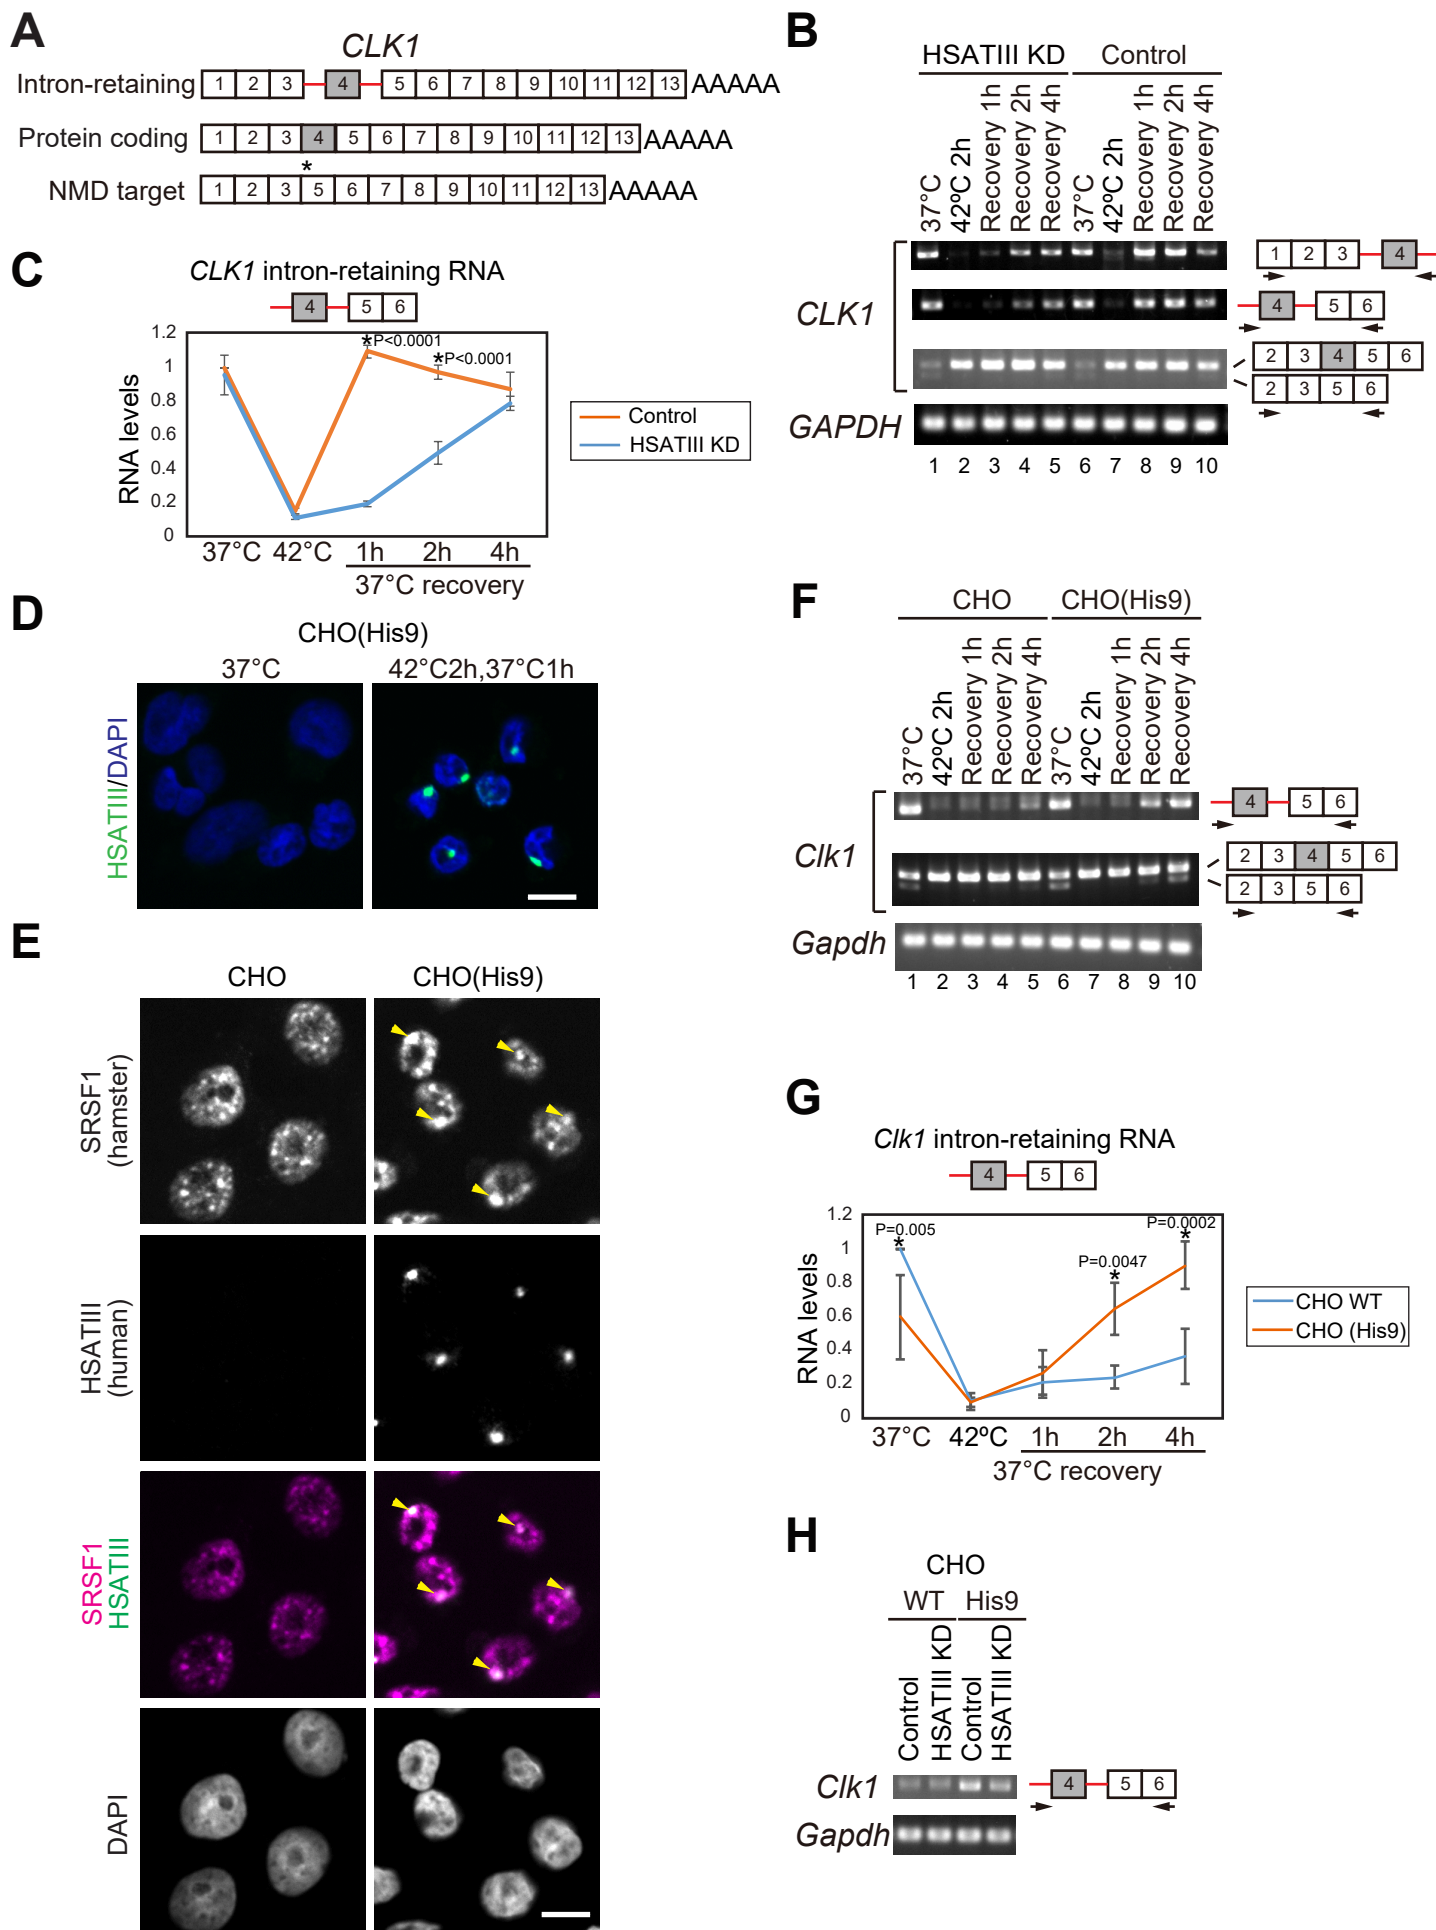 A
CLK1
Intron-retaining 1 2 3 4 5 6 7 8 9 10 11 12 13 AAAAA
Protein coding 1 2 3 4 5 6 7 8 9 10 11 12 13 AAAAA
*
NMD target 1 2 3 5 6 7 8 9 10 11 12 13 AAAAA
B
HSATIII KD Control
37°C
42ºC 2h
Recovery 1h
Recovery 2h
Recovery 4h
37°C
42ºC 2h
Recovery 1h
Recovery 2h
Recovery 4h
CLK1
1 2 3 4
4 5 6
2 3 4 5 6
2 3 5 6
GAPDH
1 2 3 4 5 6 7 8 9 10
C
CLK1 intron-retaining RNA
4 5 6
RNA levels
1.2
1
0.8
0.6
0.4
0.2
0
*P<0.0001
*P<0.0001
Control
HSATIII KD
37°C 42°C 1h 2h 4h
37°C recovery
D
CHO(His9)
37°C 42°C2h,37°C1h
HSATIII/DAPI
E
CHO CHO(His9)
SRSF1
(hamster)
HSATIII
(human)
SRSF1
HSATIII
DAPI
F
CHO CHO(His9)
37°C
42ºC 2h
Recovery 1h
Recovery 2h
Recovery 4h
37°C
42ºC 2h
Recovery 1h
Recovery 2h
Recovery 4h
Clk1
4 5 6
2 3 4 5 6
2 3 5 6
Gapdh
1 2 3 4 5 6 7 8 9 10
G
Clk1 intron-retaining RNA
4 5 6
RNA levels
1.2
1
0.8
0.6
0.4
0.2
0
P=0.005
*
P=0.0047
*
P=0.0002
*
CHO WT
CHO (His9)
37°C 42ºC 1h 2h 4h
37°C recovery
H
CHO
WT His9
Control
HSATIII KD
Control
HSATIII KD
Clk1
4 5 6
Gapdh